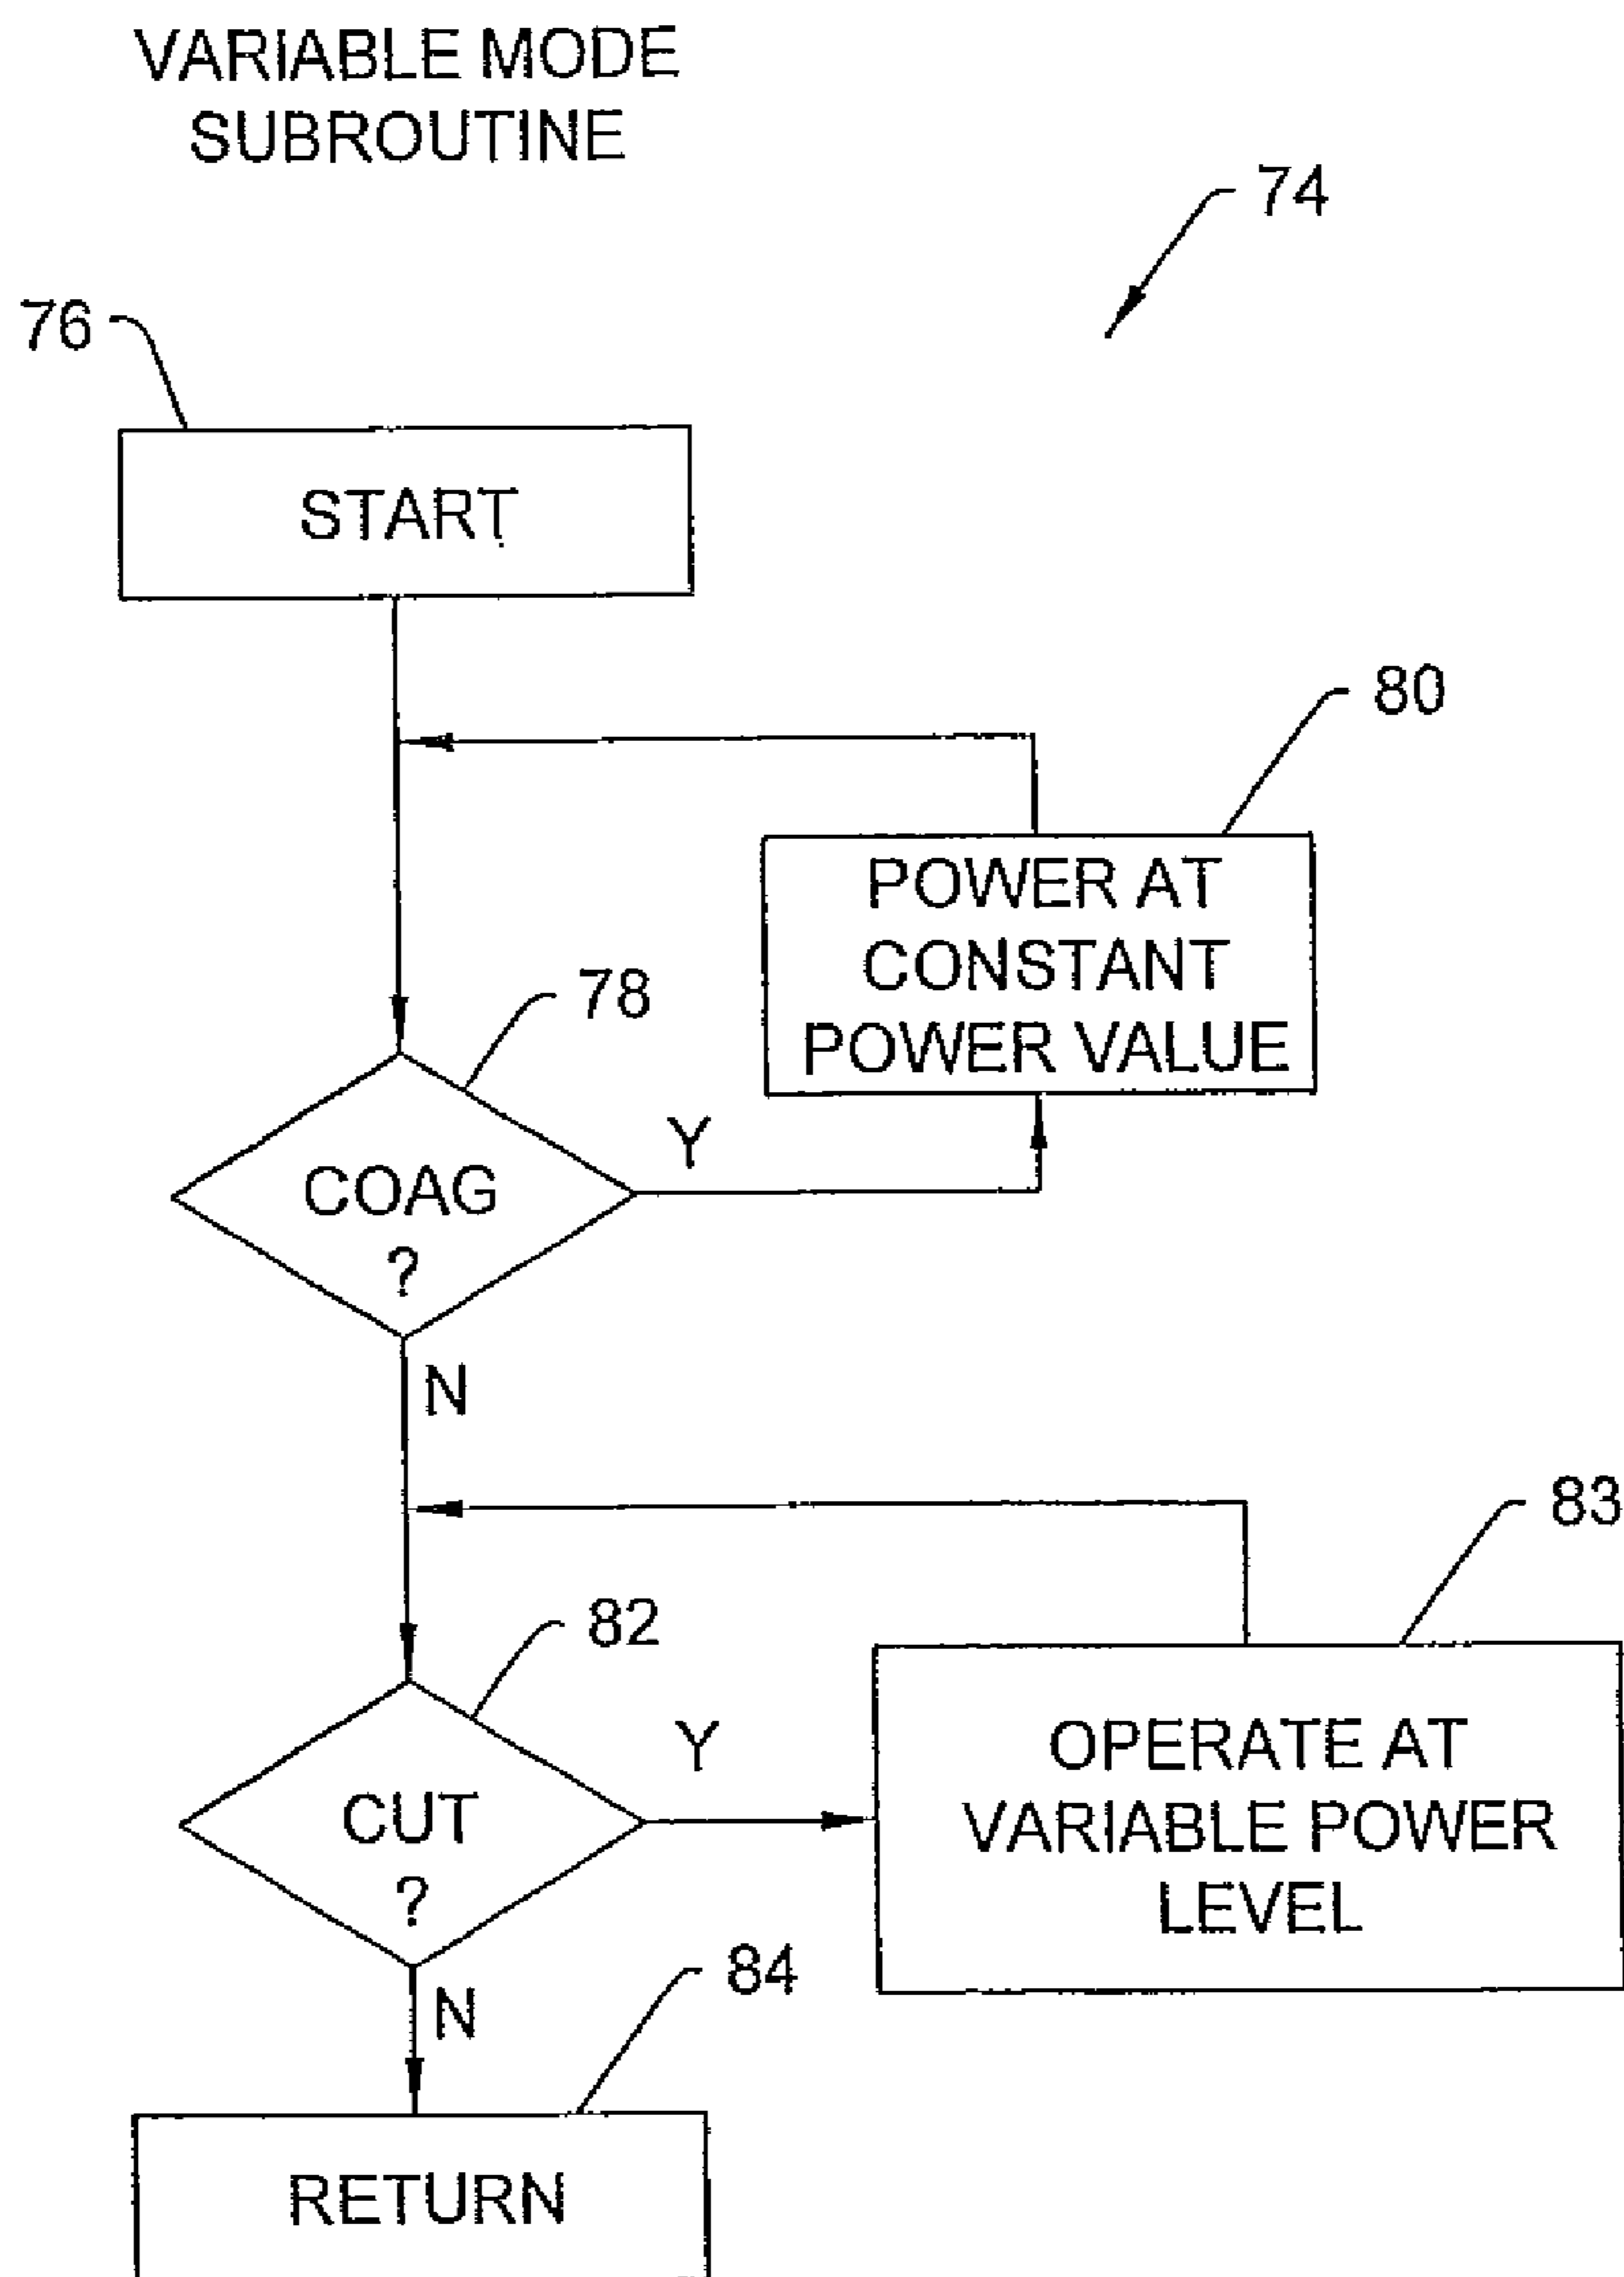 VARIABLE MODE
SUBROUTINE
74
76
START
80
POWER AT
CONSTANT
POWER VALUE
78
COAG
?
Y
N
83
82
CUT
?
Y
OPERATE AT
VARIABLE POWER
LEVEL
N
84
RETURN